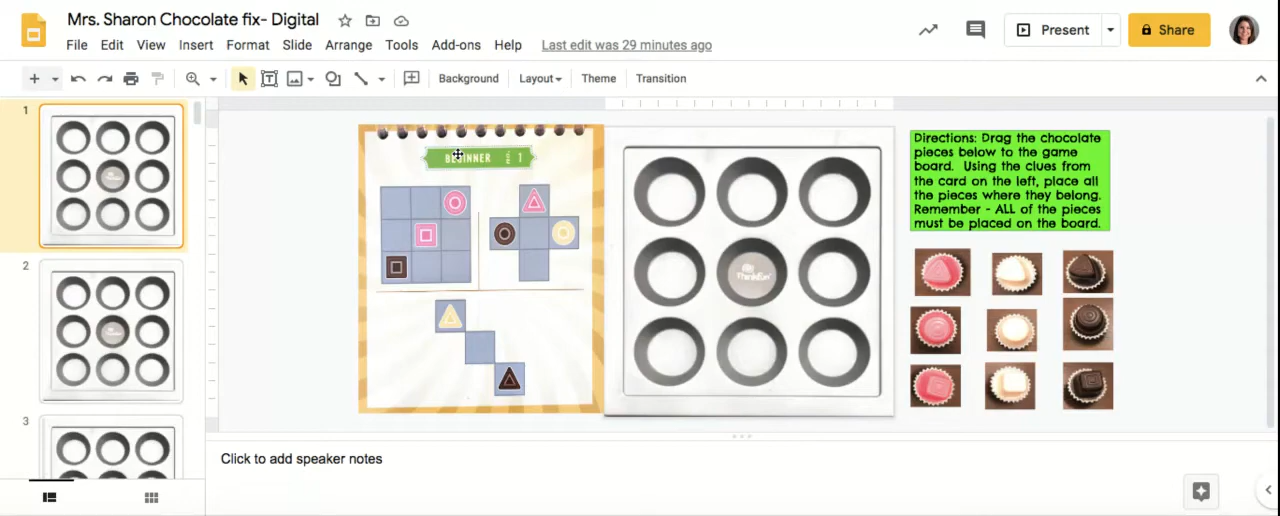 Mrs. Sharon Chocolate fix- Digital
File Edit View Insert Format Slide Arrange Tools Add-ons Help Last edit was 29 minutes ago
Present
Share
Background Layout Theme Transition
1
2
3
BEGINNER 1
ThinkFun
Directions: Drag the chocolate
pieces below to the game
board. Using the clues from
the card on the left, place all
the pieces where they belong.
Remember - ALL of the pieces
must be placed on the board.
Click to add speaker notes